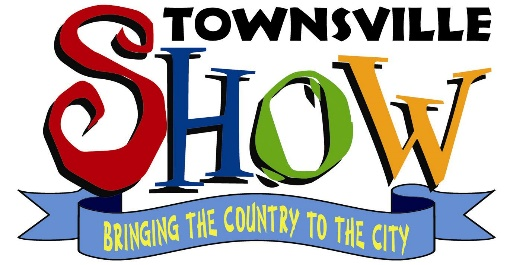 TOWNSVILLE
SHOW
BRINGING THE COUNTRY TO THE CITY